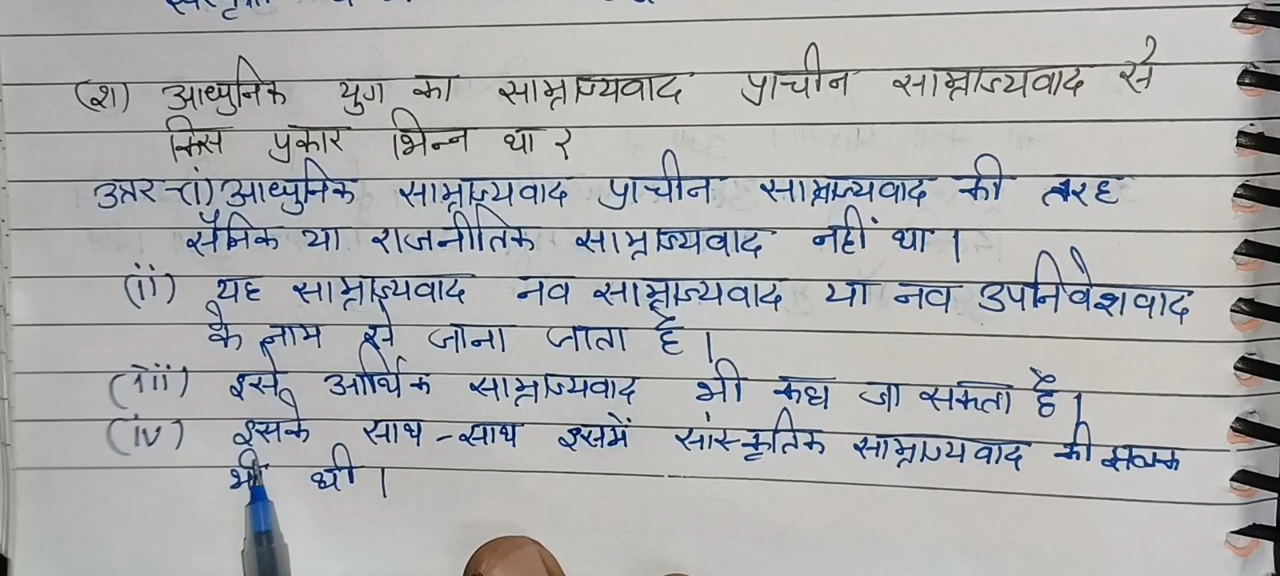 (श) आधुनिक युग का साम्राज्यवाद प्राचीन साम्राज्यवाद से
किस प्रकार भिन्न था ?
उत्तर-(i) आधुनिक साम्राज्यवाद प्राचीन साम्राज्यवाद की तरह
सैनिक या राजनीतिक साम्राज्यवाद नहीं था।
(ii) यह साम्राज्यवाद नव साम्राज्यवाद या नव उपनिवेशवाद
के नाम से जाना जाता है।
(iii) इसे आर्थिक साम्राज्यवाद भी कहा जा सकता है।
(iv) इसके साथ-साथ इसमें सांस्कृतिक साम्राज्यवाद की झलक
भी थी।